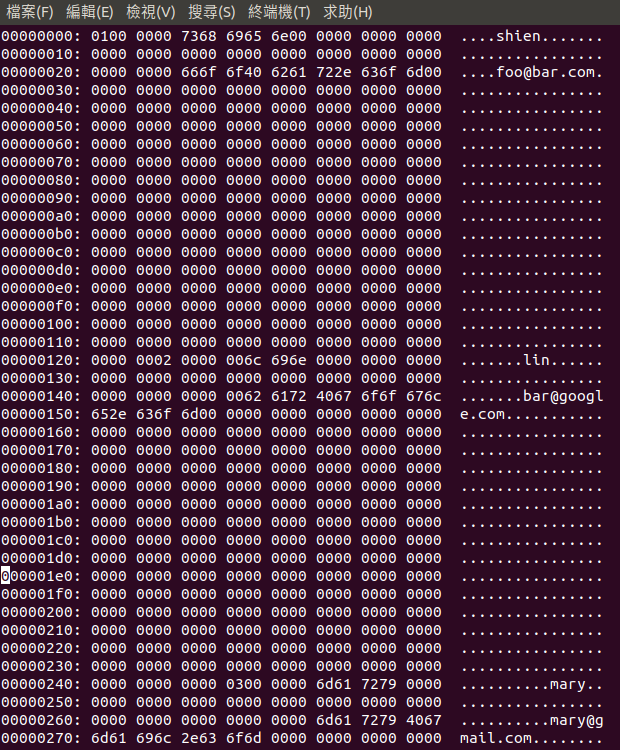 檔案(F) 編輯(E) 檢視(V) 搜尋(S) 終端機(T) 求助(H)
00000000: 0100 0000 7368 6965 6e00 0000 0000 0000 ....shien.......
00000010: 0000 0000 0000 0000 0000 0000 0000 0000 ................
00000020: 0000 0000 666f 6f40 6261 722e 636f 6d00 ....foo@bar.com.
00000030: 0000 0000 0000 0000 0000 0000 0000 0000 ................
00000040: 0000 0000 0000 0000 0000 0000 0000 0000 ................
00000050: 0000 0000 0000 0000 0000 0000 0000 0000 ................
00000060: 0000 0000 0000 0000 0000 0000 0000 0000 ................
00000070: 0000 0000 0000 0000 0000 0000 0000 0000 ................
00000080: 0000 0000 0000 0000 0000 0000 0000 0000 ................
00000090: 0000 0000 0000 0000 0000 0000 0000 0000 ................
000000a0: 0000 0000 0000 0000 0000 0000 0000 0000 ................
000000b0: 0000 0000 0000 0000 0000 0000 0000 0000 ................
000000c0: 0000 0000 0000 0000 0000 0000 0000 0000 ................
000000d0: 0000 0000 0000 0000 0000 0000 0000 0000 ................
000000e0: 0000 0000 0000 0000 0000 0000 0000 0000 ................
000000f0: 0000 0000 0000 0000 0000 0000 0000 0000 ................
00000100: 0000 0000 0000 0000 0000 0000 0000 0000 ................
00000110: 0000 0000 0000 0000 0000 0000 0000 0000 ................
00000120: 0000 0002 0000 006c 696e 0000 0000 0000 .......lin......
00000130: 0000 0000 0000 0000 0000 0000 0000 0000 ................
00000140: 0000 0000 0000 0062 6172 4067 6f6f 676c .......bar@googl
00000150: 652e 636f 6d00 0000 0000 0000 0000 0000 e.com...........
00000160: 0000 0000 0000 0000 0000 0000 0000 0000 ................
00000170: 0000 0000 0000 0000 0000 0000 0000 0000 ................
00000180: 0000 0000 0000 0000 0000 0000 0000 0000 ................
00000190: 0000 0000 0000 0000 0000 0000 0000 0000 ................
000001a0: 0000 0000 0000 0000 0000 0000 0000 0000 ................
000001b0: 0000 0000 0000 0000 0000 0000 0000 0000 ................
000001c0: 0000 0000 0000 0000 0000 0000 0000 0000 ................
000001d0: 0000 0000 0000 0000 0000 0000 0000 0000 ................
000001e0: 0000 0000 0000 0000 0000 0000 0000 0000 ................
000001f0: 0000 0000 0000 0000 0000 0000 0000 0000 ................
00000200: 0000 0000 0000 0000 0000 0000 0000 0000 ................
00000210: 0000 0000 0000 0000 0000 0000 0000 0000 ................
00000220: 0000 0000 0000 0000 0000 0000 0000 0000 ................
00000230: 0000 0000 0000 0000 0000 0000 0000 0000 ................
00000240: 0000 0000 0000 0300 0000 6d61 7279 0000 ..........mary..
00000250: 0000 0000 0000 0000 0000 0000 0000 0000 ................
00000260: 0000 0000 0000 0000 0000 6d61 7279 4067 ..........mary@g
00000270: 6d61 696c 2e63 6f6d 0000 0000 0000 0000 mail.com........